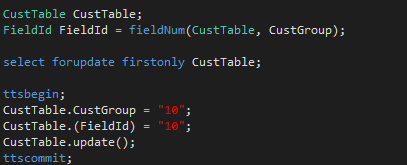 CustTable CustTable;
FieldId FieldId = fieldNum(CustTable, CustGroup);
select forupdate firstonly CustTable;
ttsbegin;
CustTable.CustGroup = "10";
CustTable.(FieldId) = "10";
CustTable.update();
ttscommit;